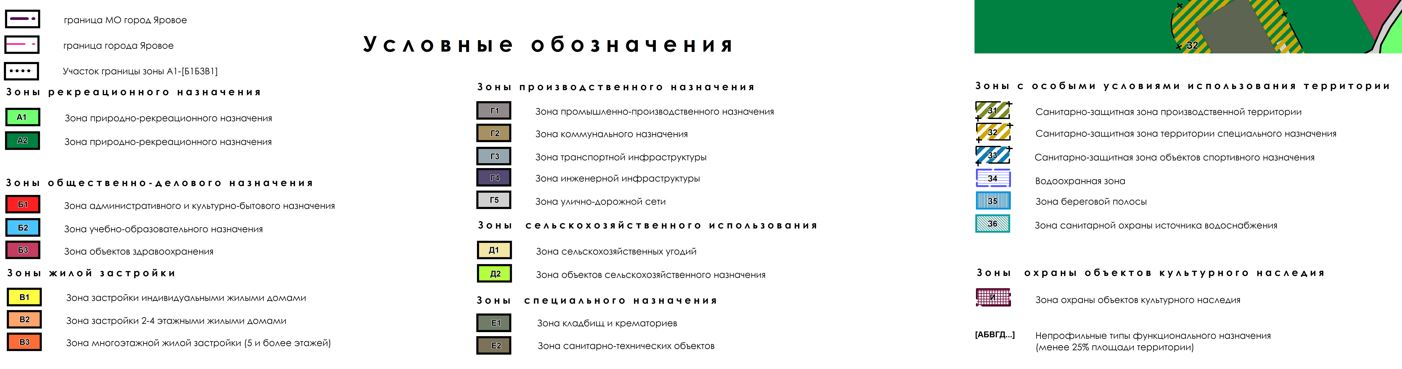 Условные обозначения
граница МО город Яровое
граница города Яровое
Участок границы зоны А1-[Б1Б3В1]
Зоны рекреационного назначения
А1 Зона природно-рекреационного назначения
А2 Зона природно-рекреационного назначения
Зоны общественно-делового назначения
Б1 Зона административного и культурно-бытового назначения
Б2 Зона учебно-образовательного назначения
Б3 Зона объектов здравоохранения
Зоны жилой застройки
В1 Зона застройки индивидуальными жилыми домами
В2 Зона застройки 2-4 этажными жилыми домами
В3 Зона многоэтажной жилой застройки (5 и более этажей)
Зоны производственного назначения
Г1 Зона промышленно-производственного назначения
Г2 Зона коммунального назначения
Г3 Зона транспортной инфраструктуры
Г4 Зона инженерной инфраструктуры
Г5 Зона улично-дорожной сети
Зоны сельскохозяйственного использования
Д1 Зона сельскохозяйственных угодий
Д2 Зона объектов сельскохозяйственного назначения
Зоны специального назначения
Е1 Зона кладбищ и крематориев
Е2 Зона санитарно-технических объектов
З2
Зоны с особыми условиями использования территории
З1 Санитарно-защитная зона производственной территории
З2 Санитарно-защитная зона территории специального назначения
З3 Санитарно-защитная зона объектов спортивного назначения
З4 Водоохранная зона
З5 Зона береговой полосы
З6 Зона санитарной охраны источника водоснабжения
Зоны охраны объектов культурного наследия
И Зона охраны объектов культурного наследия
[АБВГД...] Непрофильные типы функционального назначения
(менее 25% площади территории)